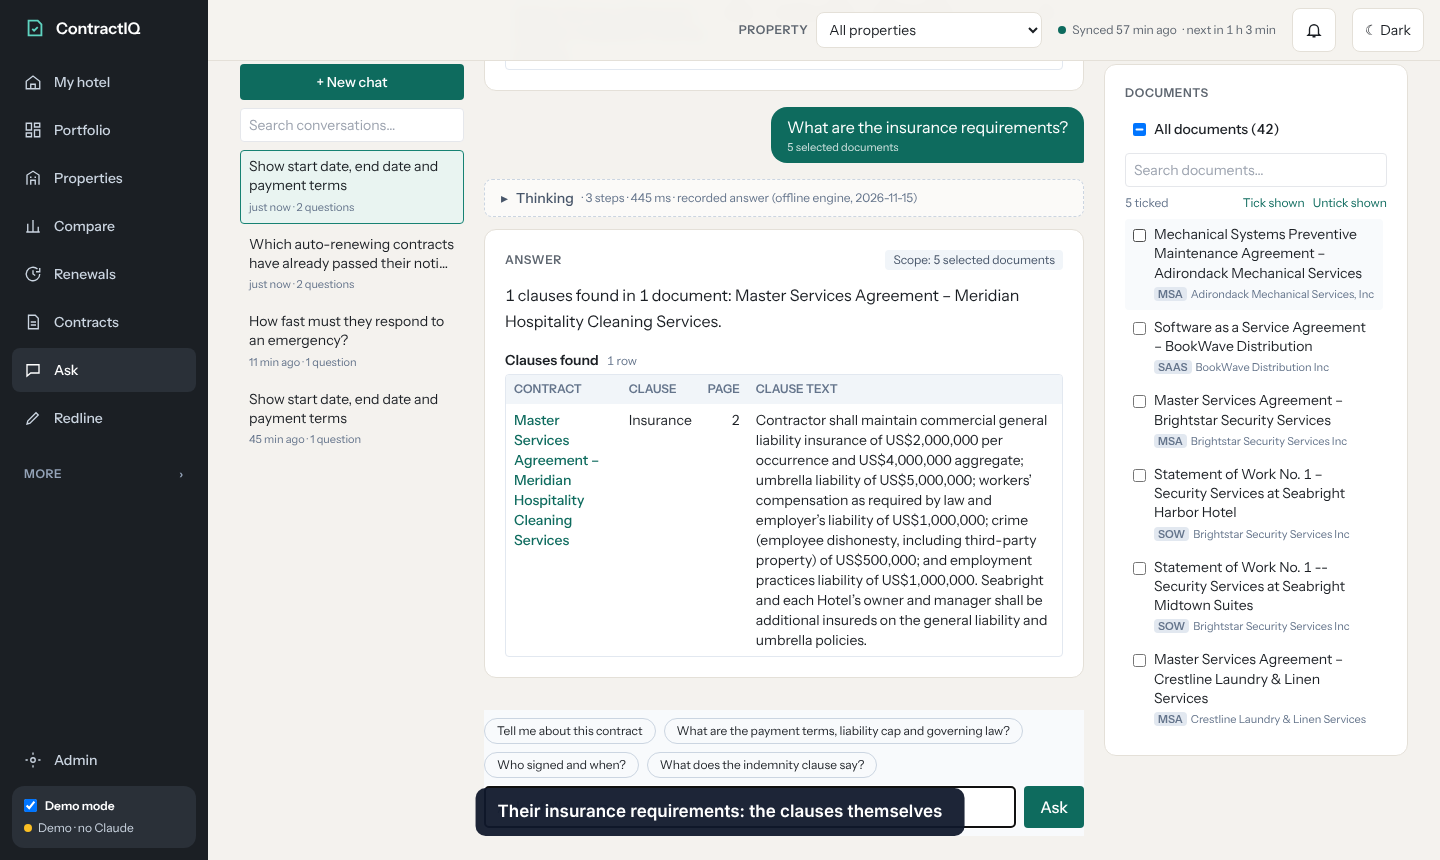 ContractIQ
My hotel
Portfolio
Properties
Compare
Renewals
Contracts
Ask
Redline
MORE ›
Admin
Demo mode
Demo · no Claude
PROPERTY All properties Synced 57 min ago · next in 1 h 3 min ☾ Dark
+ New chat
Search conversations...
Show start date, end date and
payment terms
just now · 2 questions
Which auto-renewing contracts
have already passed their noti...
just now · 2 questions
How fast must they respond to
an emergency?
11 min ago · 1 question
Show start date, end date and
payment terms
45 min ago · 1 question
What are the insurance requirements?
5 selected documents
▸ Thinking · 3 steps · 445 ms · recorded answer (offline engine, 2026-11-15)
ANSWER Scope: 5 selected documents
1 clauses found in 1 document: Master Services Agreement – Meridian
Hospitality Cleaning Services.
Clauses found 1 row
CONTRACT CLAUSE PAGE CLAUSE TEXT
Master Insurance 2 Contractor shall maintain commercial general
Services liability insurance of US$2,000,000 per
Agreement – occurrence and US$4,000,000 aggregate;
Meridian umbrella liability of US$5,000,000; workers’
Hospitality compensation as required by law and
Cleaning employer’s liability of US$1,000,000; crime
Services (employee dishonesty, including third-party
property) of US$500,000; and employment
practices liability of US$1,000,000. Seabright
and each Hotel’s owner and manager shall be
additional insureds on the general liability and
umbrella policies.
Tell me about this contract What are the payment terms, liability cap and governing law?
Who signed and when? What does the indemnity clause say?
Their insurance requirements: the clauses themselves
Ask
DOCUMENTS
All documents (42)
Search documents...
5 ticked Tick shown Untick shown
Mechanical Systems Preventive
Maintenance Agreement –
Adirondack Mechanical Services
MSA Adirondack Mechanical Services, Inc
Software as a Service Agreement
– BookWave Distribution
SAAS BookWave Distribution Inc
Master Services Agreement –
Brightstar Security Services
MSA Brightstar Security Services Inc
Statement of Work No. 1 –
Security Services at Seabright
Harbor Hotel
SOW Brightstar Security Services Inc
Statement of Work No. 1 --
Security Services at Seabright
Midtown Suites
SOW Brightstar Security Services Inc
Master Services Agreement –
Crestline Laundry & Linen
Services
MSA Crestline Laundry & Linen Services